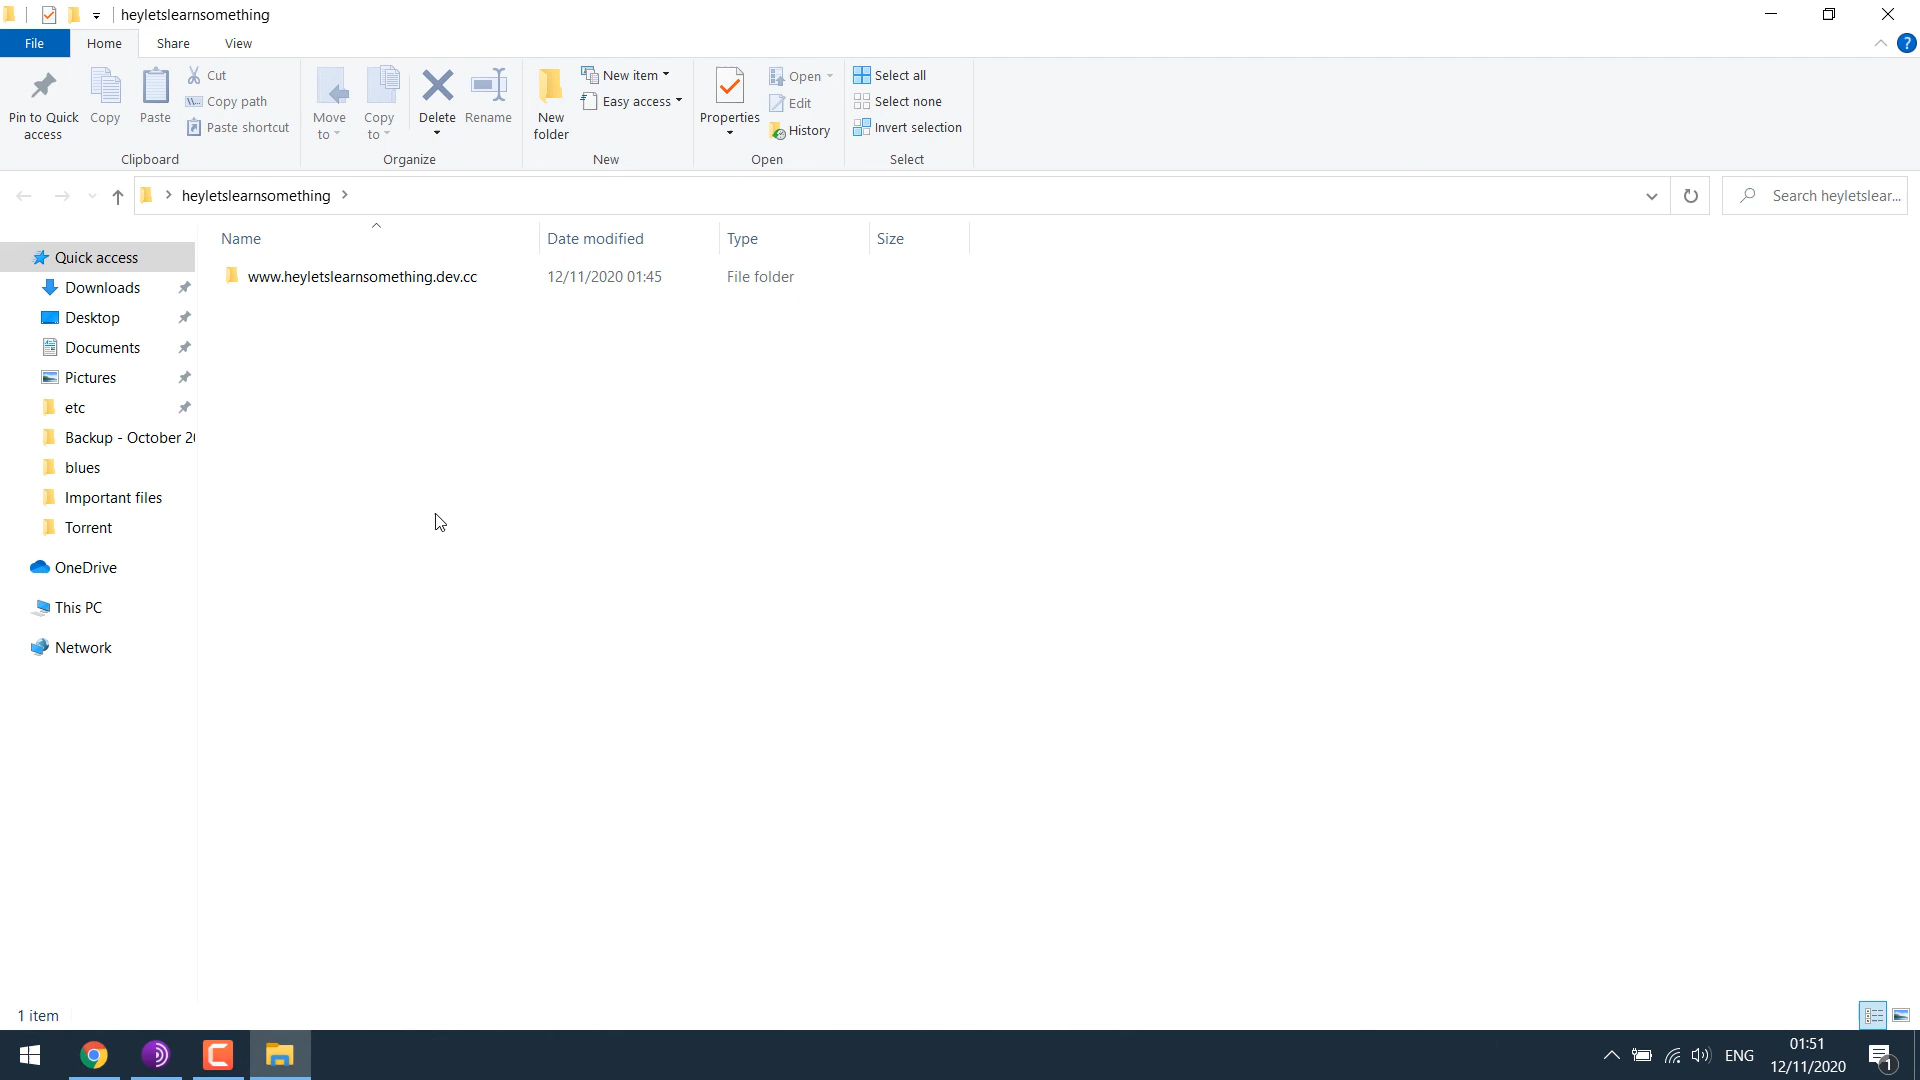 heyletslearnsomething
File Home Share View
Pin to Quick access
Copy
Paste
Cut
Copy path
Paste shortcut
Clipboard
Move to
Copy to
Delete
Rename
Organize
New folder
New item
Easy access
New
Properties
Open
Edit
History
Open
Select all
Select none
Invert selection
Select
heyletslearnsomething
Search heyletslear...
Name Date modified Type Size
www.heyletslearnsomething.dev.cc 12/11/2020 01:45 File folder
Quick access
Downloads
Desktop
Documents
Pictures
etc
Backup - October 20
blues
Important files
Torrent
OneDrive
This PC
Network
1 item
ENG
01:51
12/11/2020
1